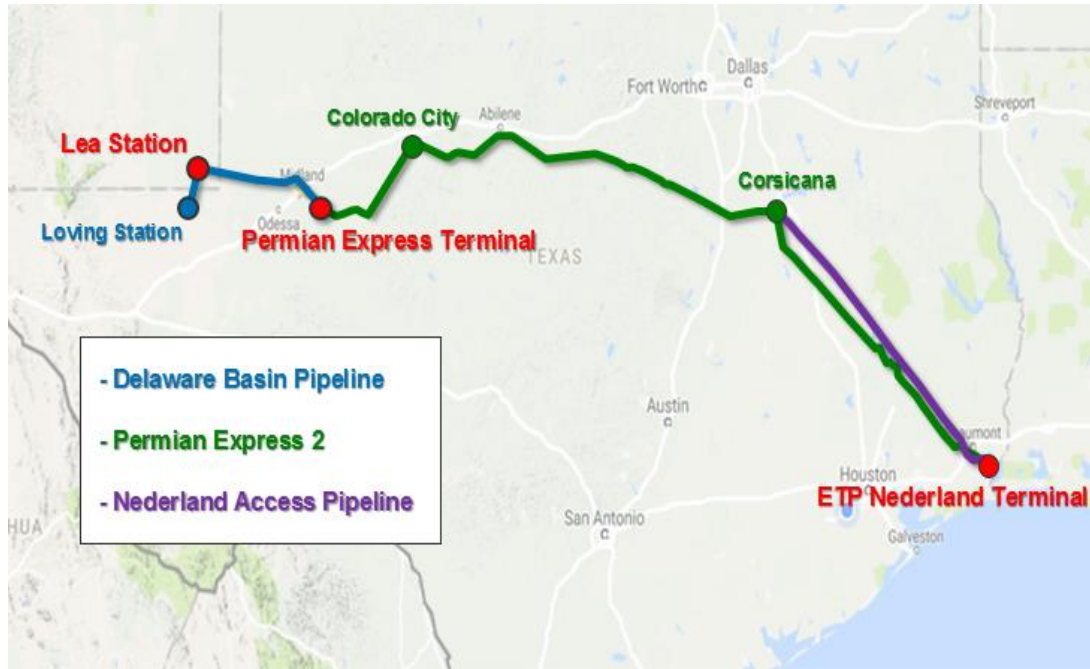 Dallas
Fort Worth
Shreveport
Abilene
Colorado City
Lea Station
Midland
Corsicana
Loving Station
Odessa
Permian Express Terminal
TEXAS
- Delaware Basin Pipeline
- Permian Express 2
- Nederland Access Pipeline
Austin
aumont
Houston
ETP Nederland Terminal
San Antonio
HUA
Galveston